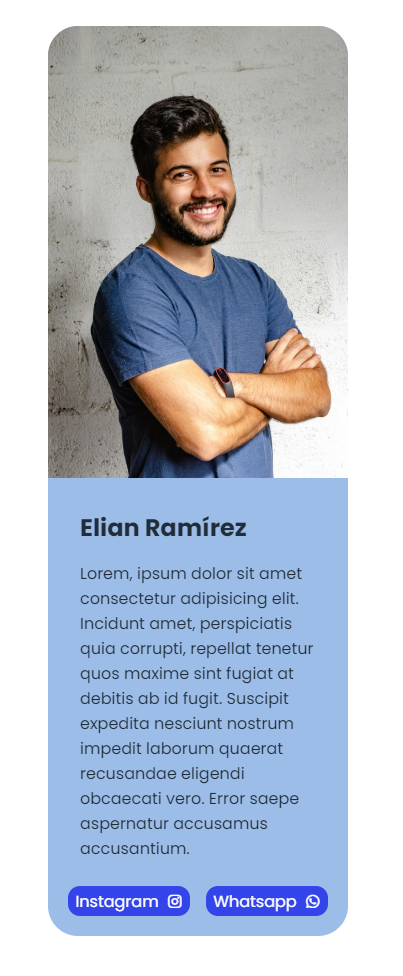 Elian Ramírez
Lorem, ipsum dolor sit amet
consectetur adipisicing elit.
Incidunt amet, perspiciatis
quia corrupti, repellat tenetur
quos maxime sint fugiat at
debitis ab id fugit. Suscipit
expedita nesciunt nostrum
impedit laborum quaerat
recusandae eligendi
obcaecati vero. Error saepe
aspernatur accusamus
accusantium.
Instagram Whatsapp